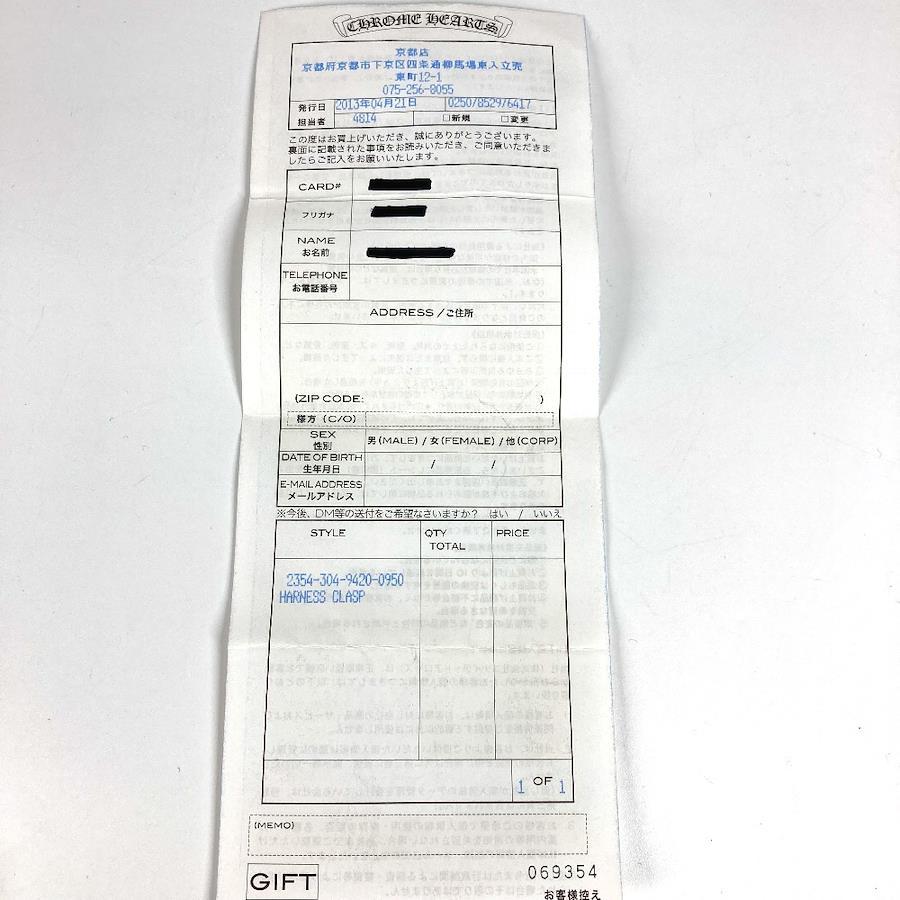 CHROME HEARTS
京都店
京都府京都市下京区四条通柳馬場東入立売
東町12-1
075-256-8055
発行日 2013年04月21日 0250/8529/6417
担当者 4814 □新規 □変更
この度はお買上げいただき、誠にありがとうございます。
裏面に記載された事項をお読みいただき、ご同意いただきま
したらご記入をお願いいたします。
CARD#
フリガナ
NAME
お名前
TELEPHONE
お電話番号
ADDRESS／ご住所
(ZIP CODE: )
様方 (C/O)
SEX
性別
男(MALE) / 女(FEMALE) / 他(CORP)
DATE OF BIRTH
生年月日
/ /
E-MAIL ADDRESS
メールアドレス
※今後、DM等の送付をご希望なさいますか？ はい / いいえ
STYLE QTY PRICE
TOTAL
2354-304-9420-0950
HARNESS CLASP
1 OF 1
(MEMO)
GIFT
069354
お客様控え